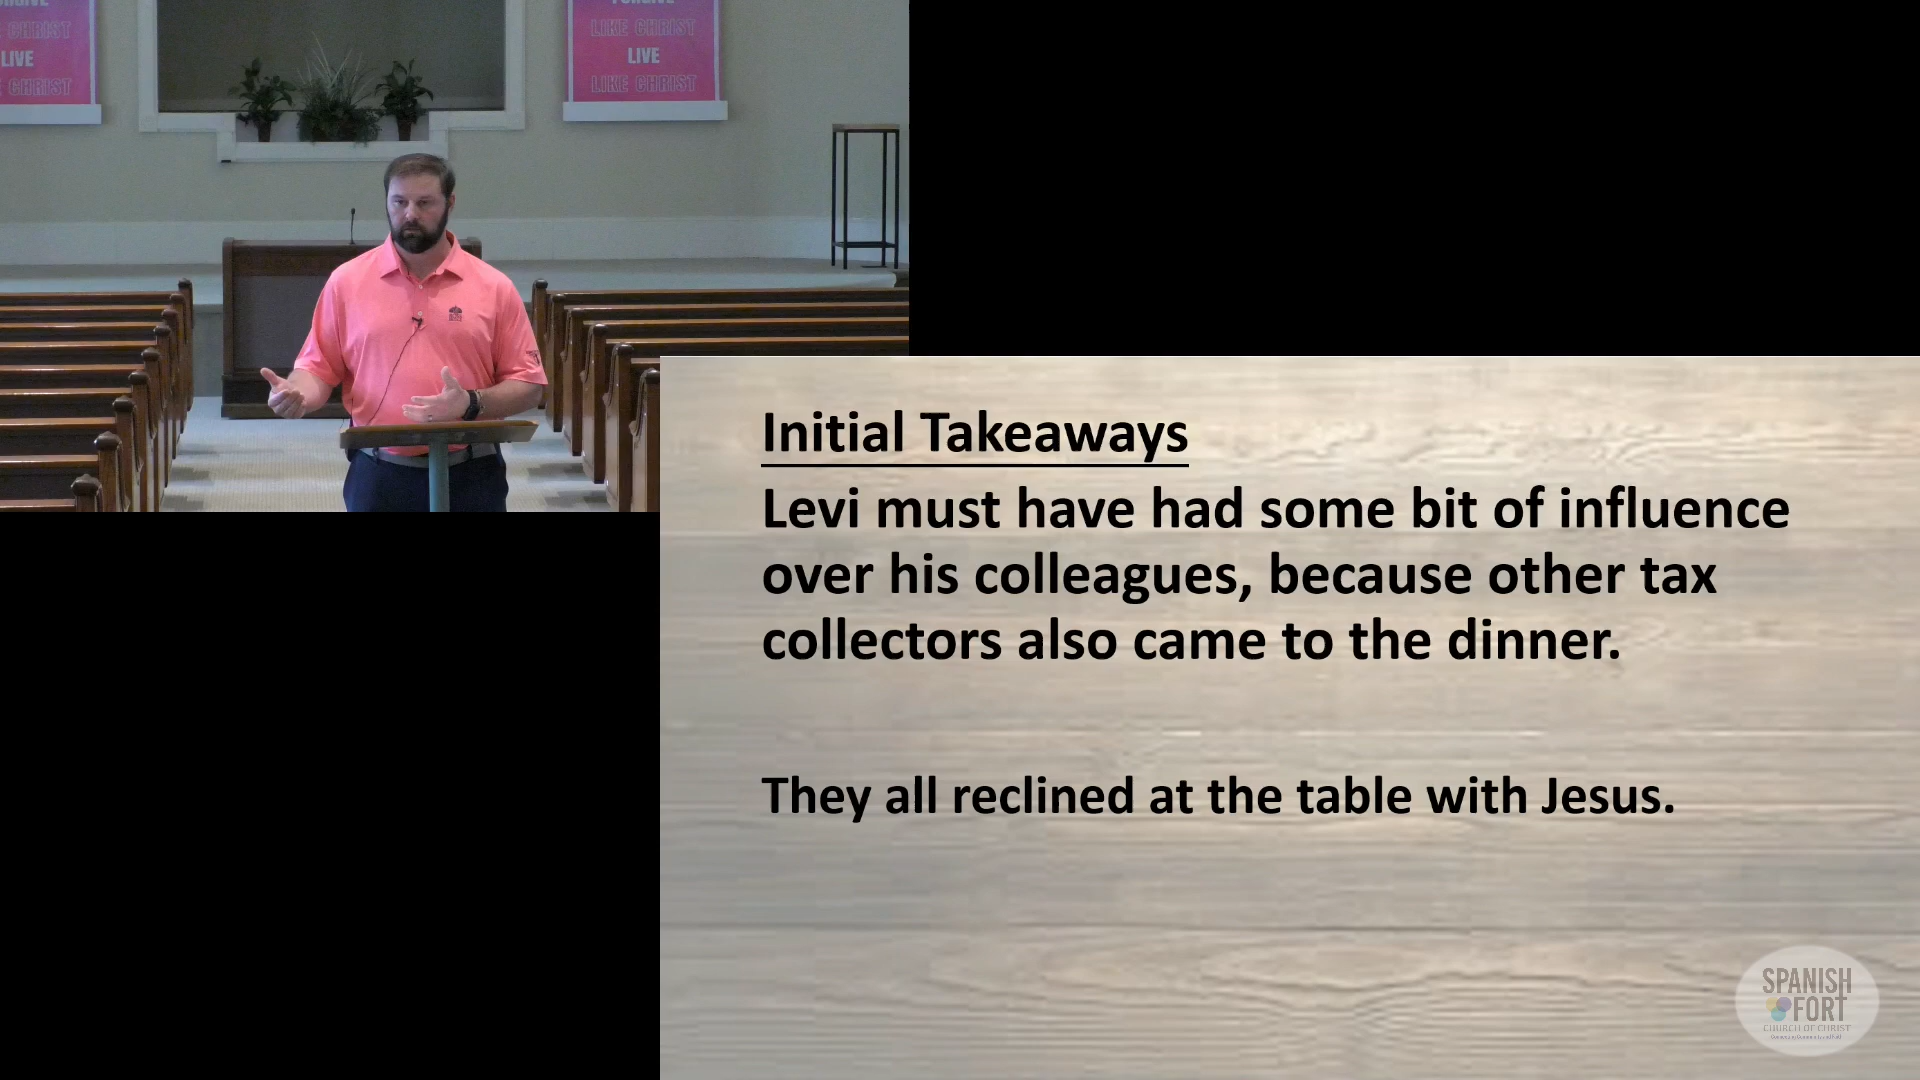 LIKE CHRIST
LIVE
LIKE CHRIST
CHRIST
LIVE
CHRIST
Initial Takeaways
Levi must have had some bit of influence
over his colleagues, because other tax
collectors also came to the dinner.
They all reclined at the table with Jesus.
SPANISH
FORT
CHURCH OF CHRIST